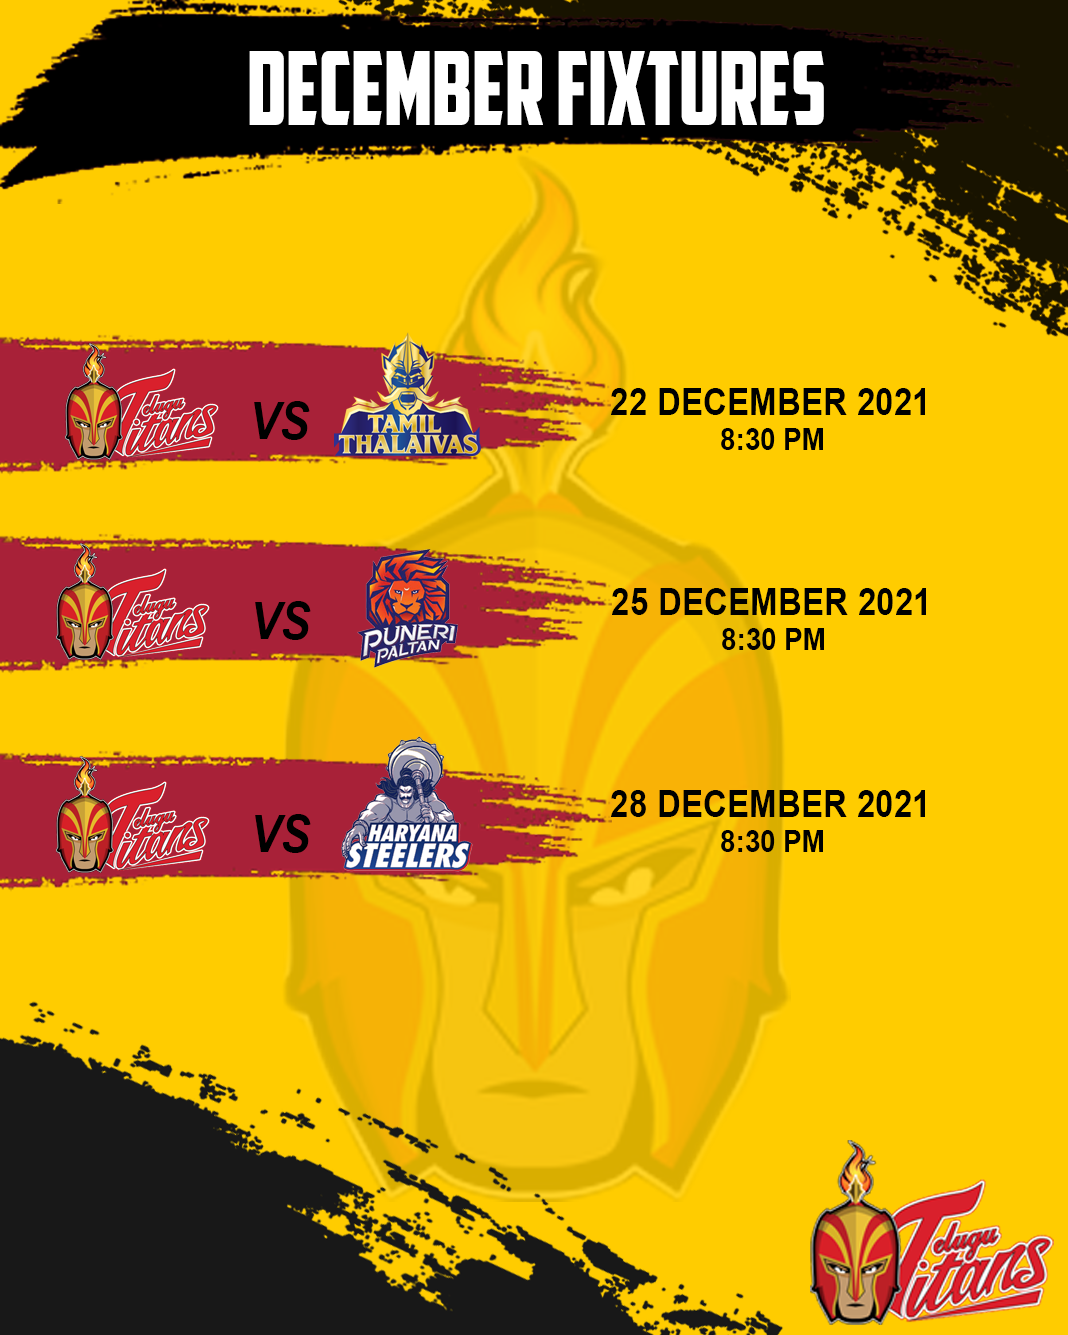 DECEMBER FIXTURES
Telugu
Titans
VS
TAMIL
THALAIVAS
22 DECEMBER 2021
8:30 PM
Telugu
Titans
VS
PUNERI
PALTAN
25 DECEMBER 2021
8:30 PM
Telugu
Titans
VS
HARYANA
STEELERS
28 DECEMBER 2021
8:30 PM
Telugu
Titans